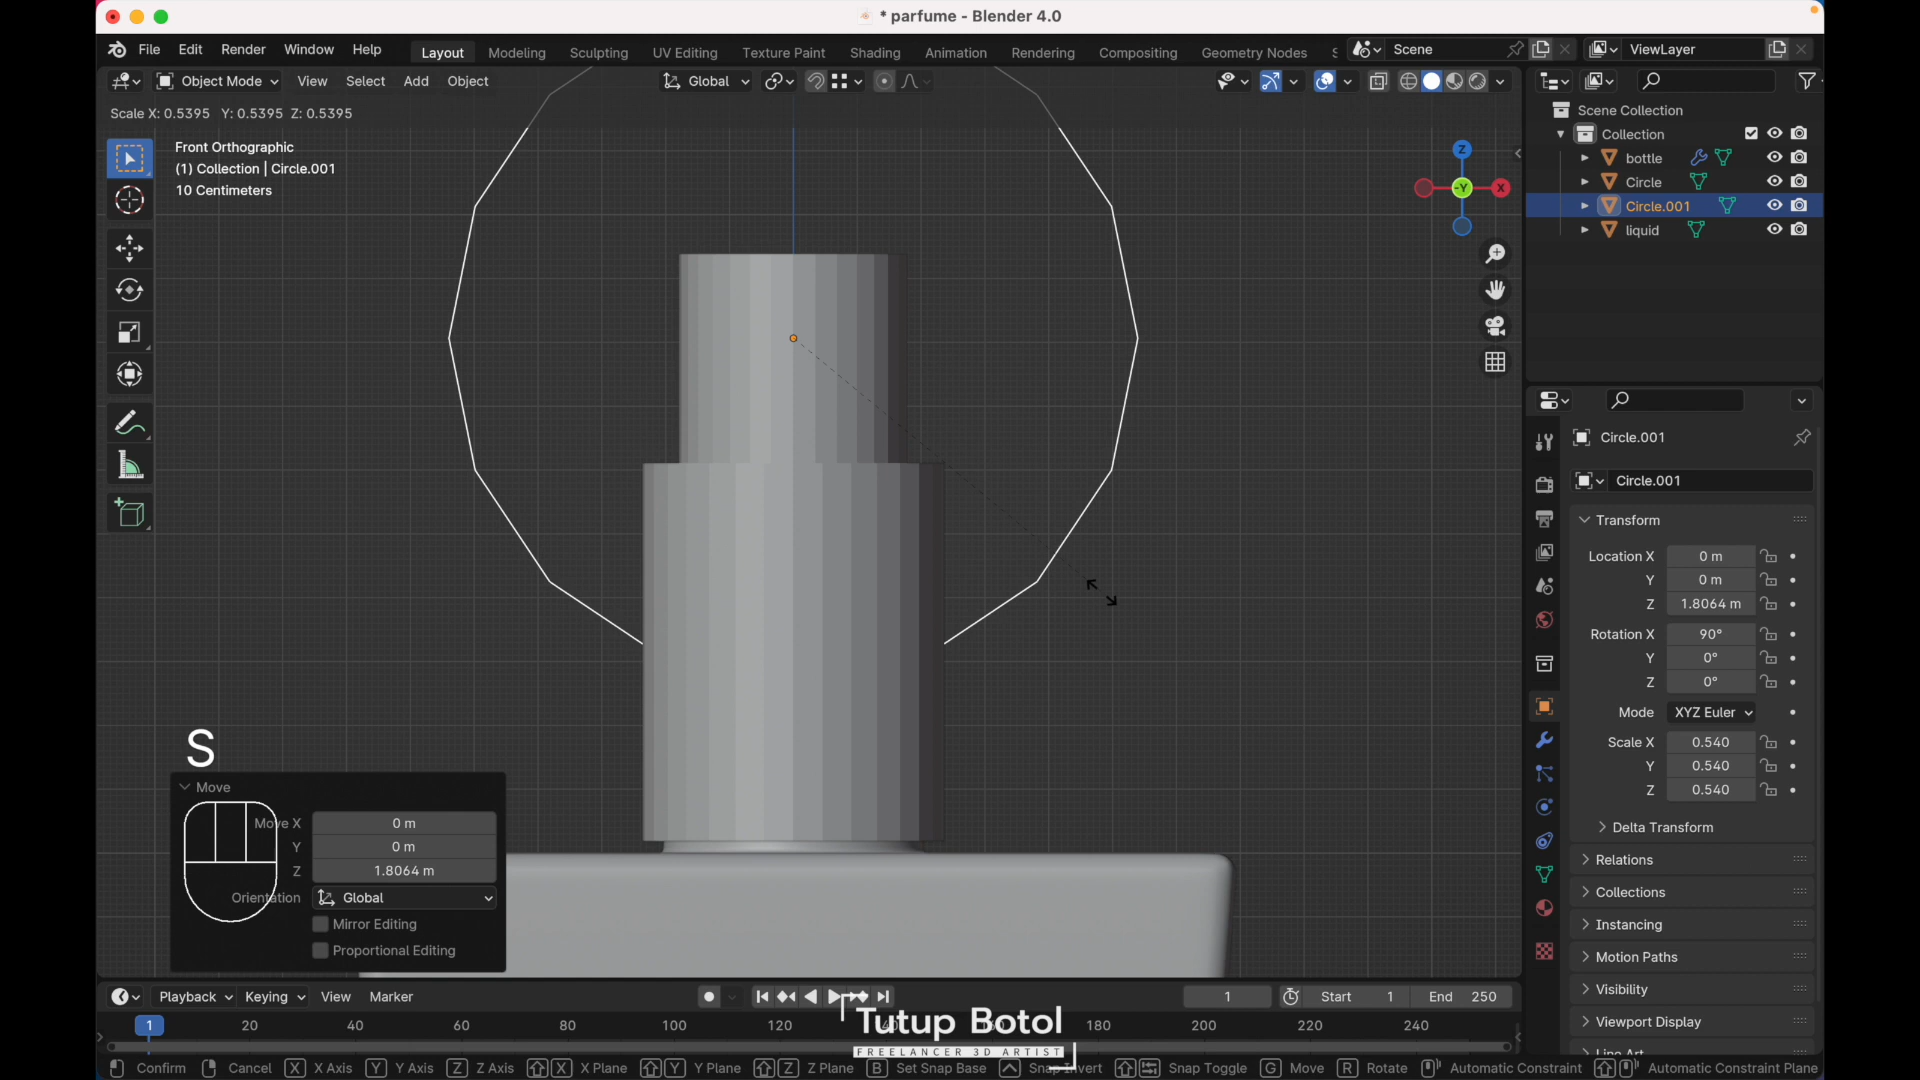 * parfume - Blender 4.0
File Edit Render Window Help Layout Modeling Sculpting UV Editing Texture Paint Shading Animation Rendering Compositing Geometry Nodes S Scene ViewLayer
Object Mode View Select Add Object Global
Scale X: 0.5395 Y: 0.5395 Z: 0.5395
Front Orthographic
(1) Collection | Circle.001
10 Centimeters
Z
-Y
X
Scene Collection
Collection
bottle
Circle
Circle.001
liquid
Circle.001
Circle.001
Transform
Location X 0 m
Y 0 m
Z 1.8064 m
Rotation X 90°
Y 0°
Z 0°
Mode XYZ Euler
Scale X 0.540
Y 0.540
Z 0.540
Delta Transform
Relations
Collections
Instancing
Motion Paths
Visibility
Viewport Display
Line Art
S
Move
Move X 0 m
Y 0 m
Z 1.8064 m
Orientation Global
Mirror Editing
Proportional Editing
Playback Keying View Marker 1 Start 1 End 250
1 20 40 60 80 100 120 180 200 220 240
Tutup Botol
FREELANCER 3D ARTIST
Confirm Cancel X X Axis Y Y Axis Z Z Axis X X Plane Y Y Plane Z Z Plane B Set Snap Base Snap Invert Snap Toggle G Move R Rotate Automatic Constraint Automatic Constraint Plane